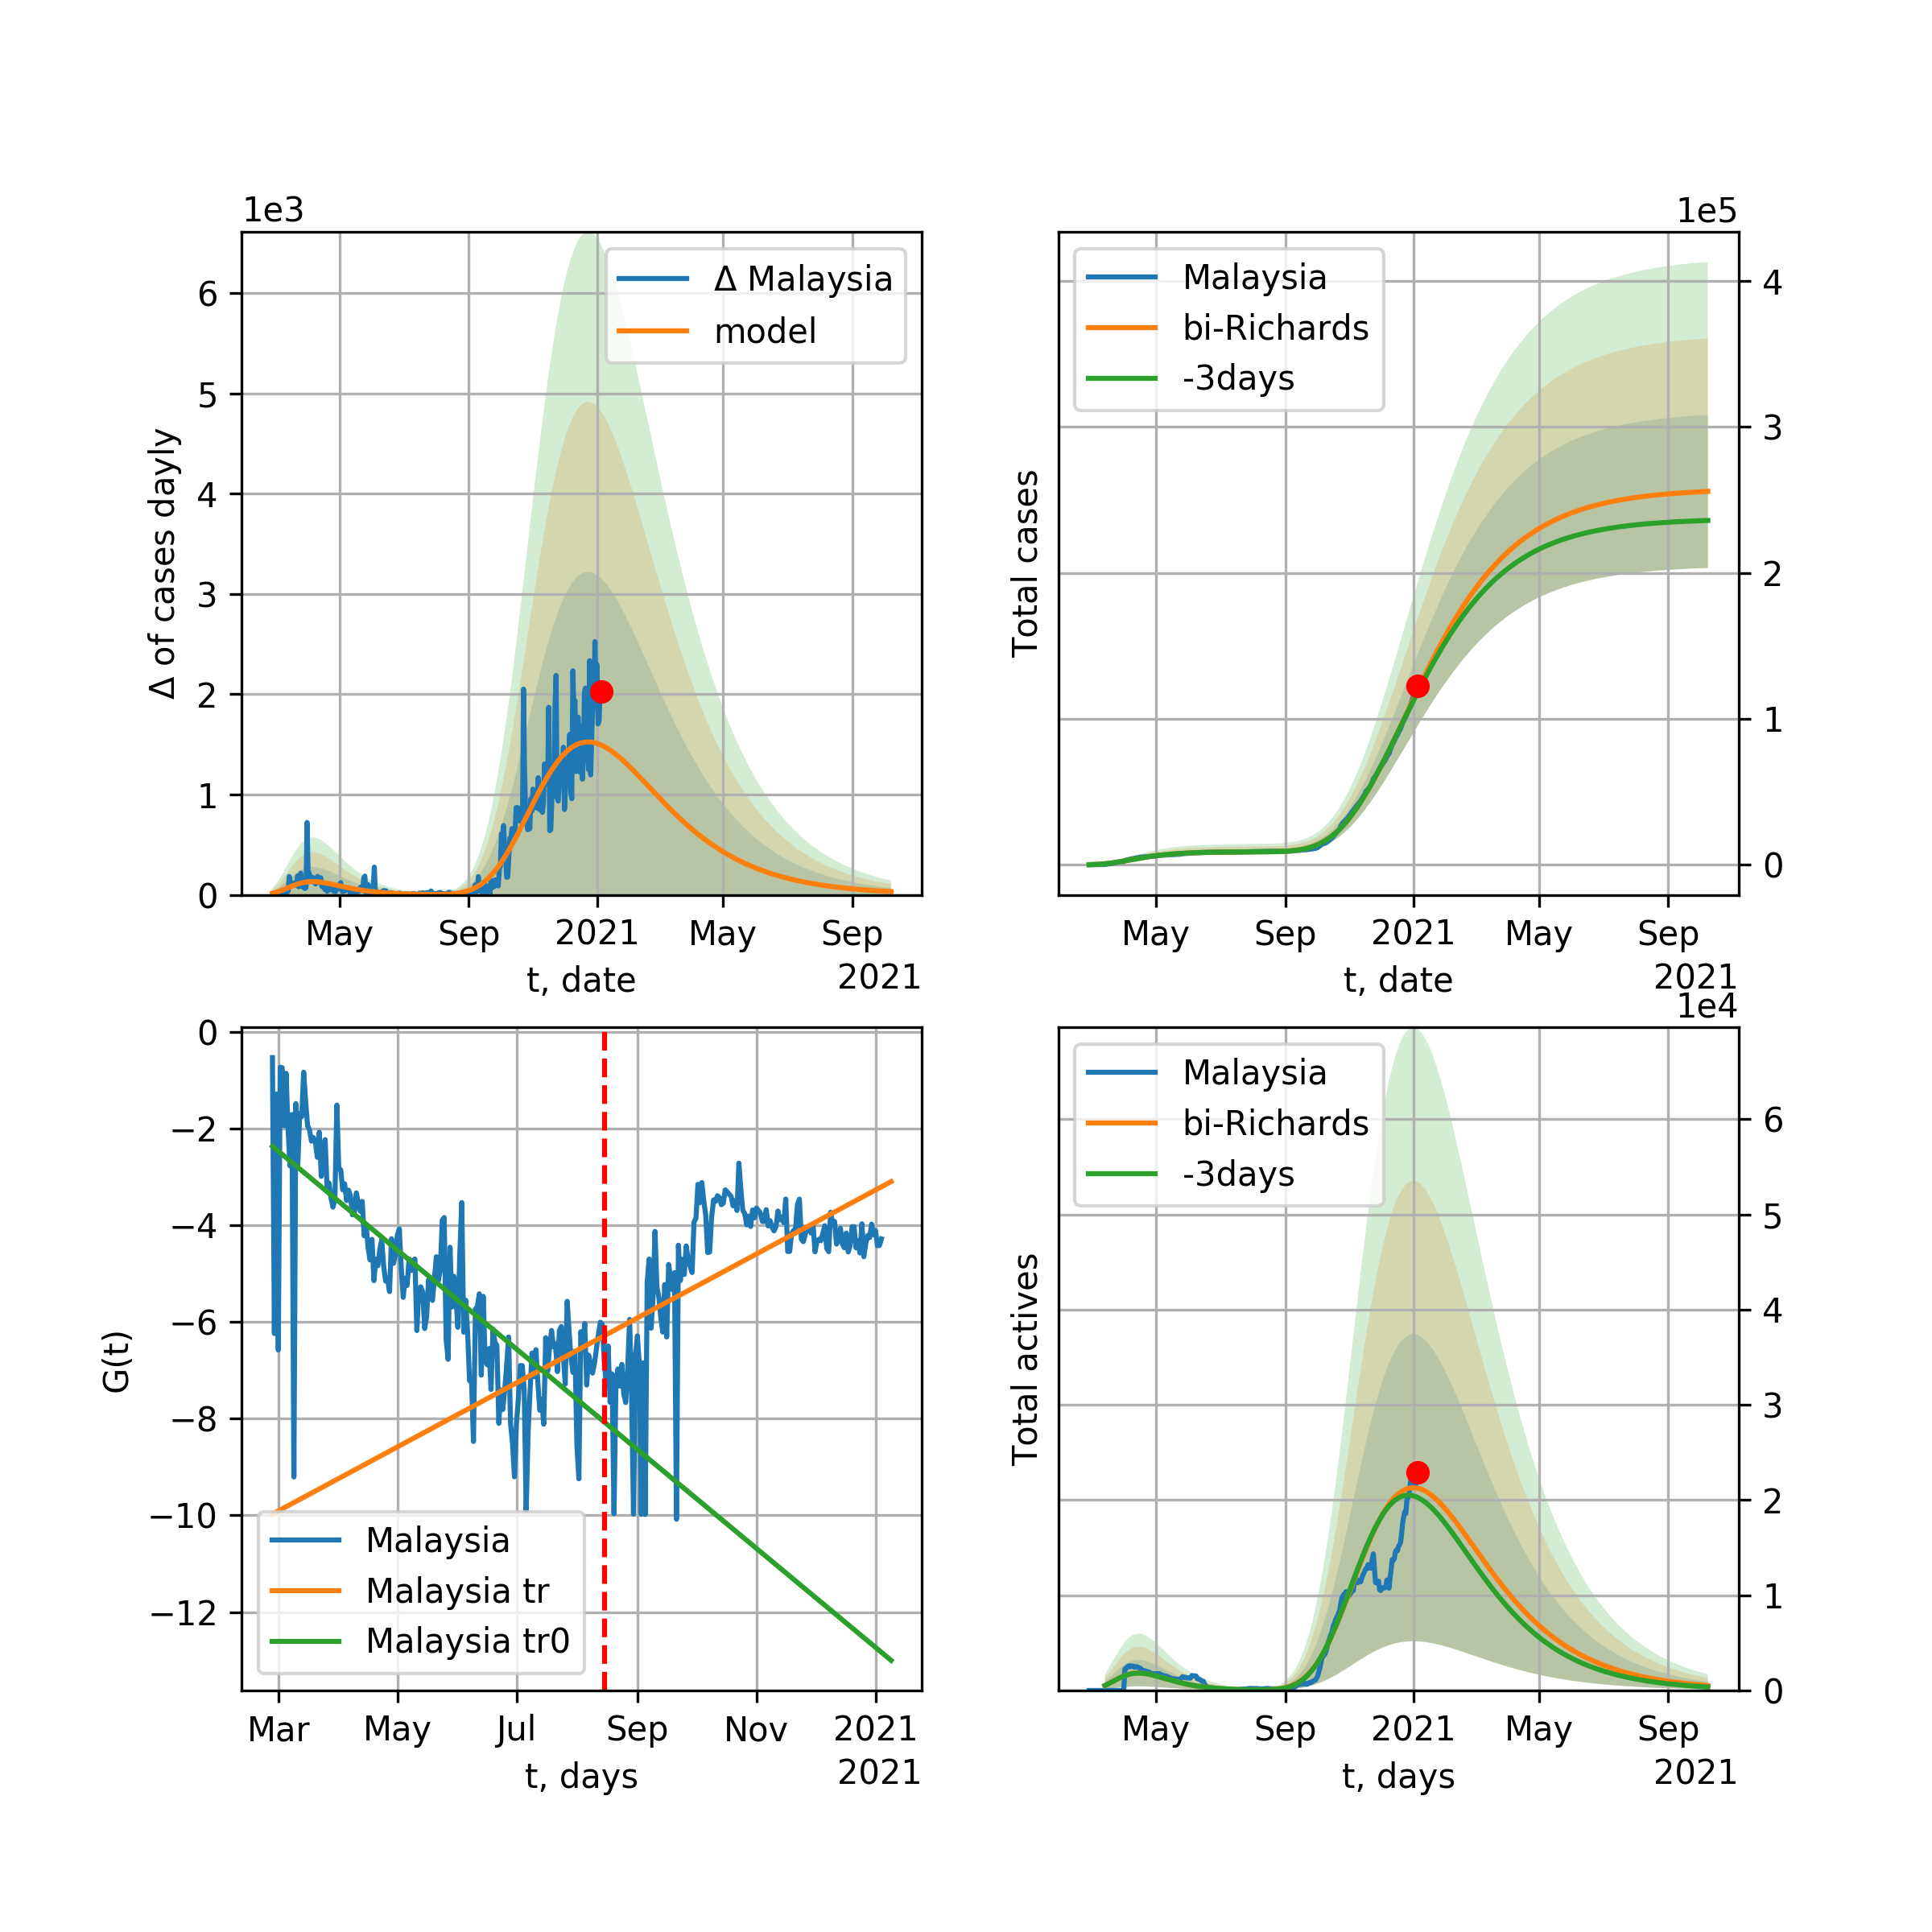 1e3
Δ of cases dayly
6
5
4
3
2
1
0
Δ Malaysia
model
May
Sep
2021
May
Sep
t, date
2021
1e5
Total cases
Malaysia
bi-Richards
-3days
4
3
2
1
0
May
Sep
2021
May
Sep
t, date
2021
G(t)
0
−2
−4
−6
−8
−10
−12
Malaysia
Malaysia tr
Malaysia tr0
Mar
May
Jul
Sep
Nov
2021
t, days
2021
1e4
Total actives
Malaysia
bi-Richards
-3days
6
5
4
3
2
1
0
May
Sep
2021
May
Sep
t, days
2021